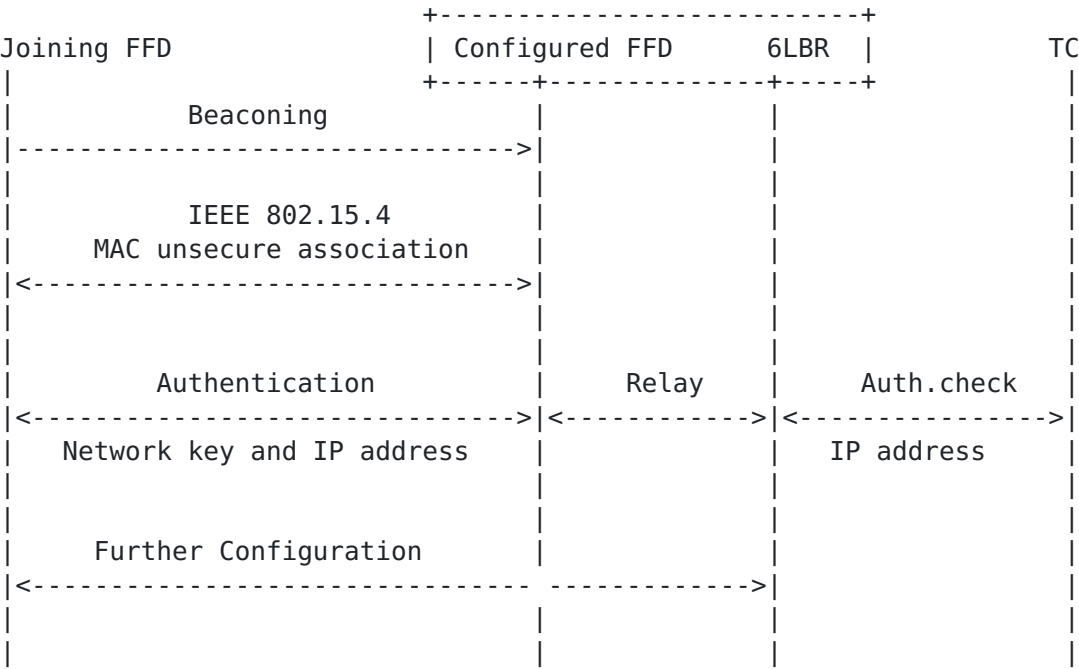 Joining FFD | Configured FFD 6LBR | TC
Beaconing
IEEE 802.15.4
MAC unsecure association
Authentication Relay Auth.check
Network key and IP address IP address
Further Configuration